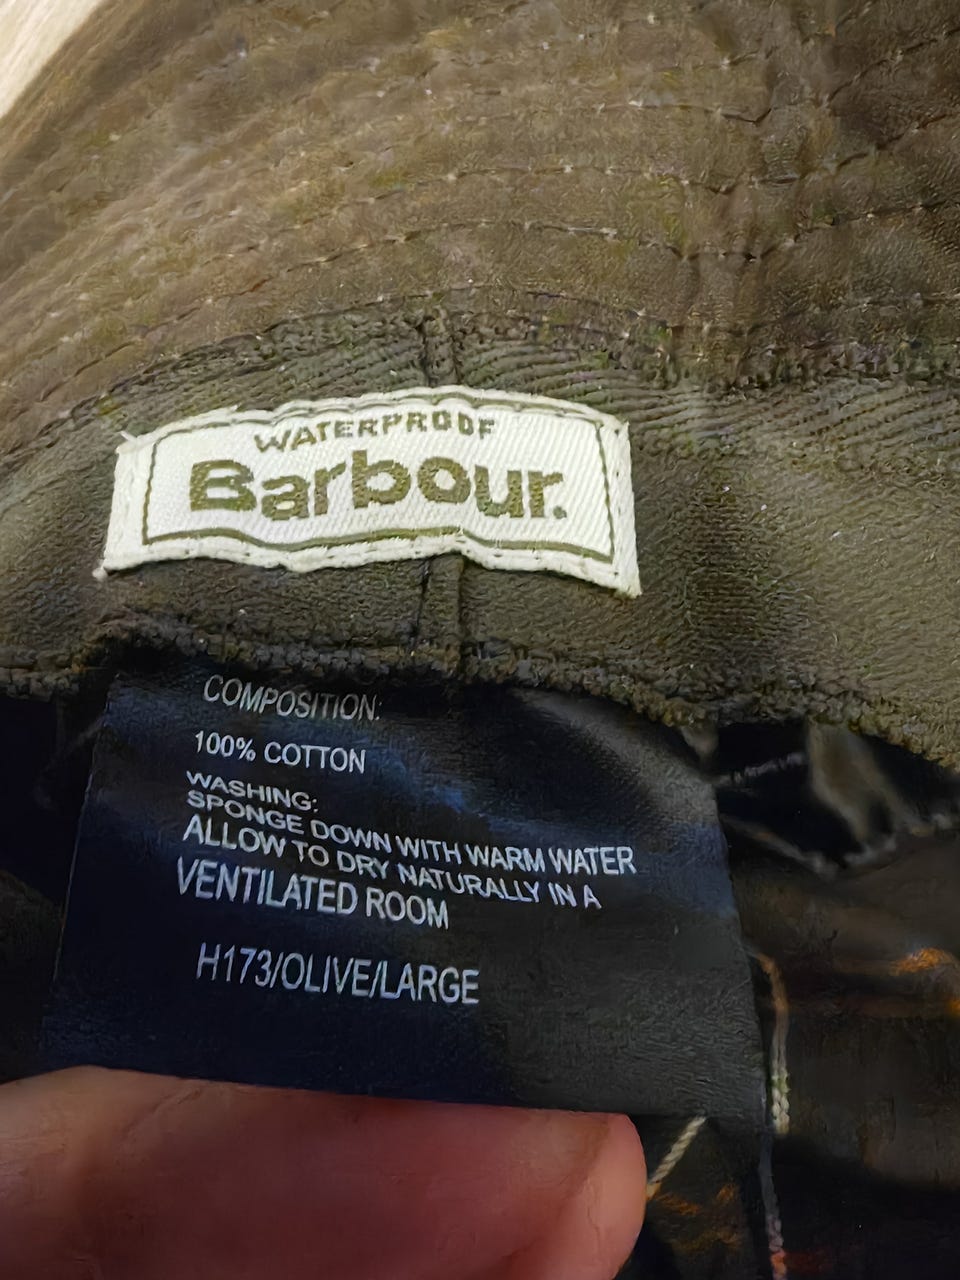 WATERPROOF
Barbour.
COMPOSITION:
100% COTTON
WASHING:
SPONGE DOWN WITH WARM WATER
ALLOW TO DRY NATURALLY IN A
VENTILATED ROOM
H173/OLIVE/LARGE